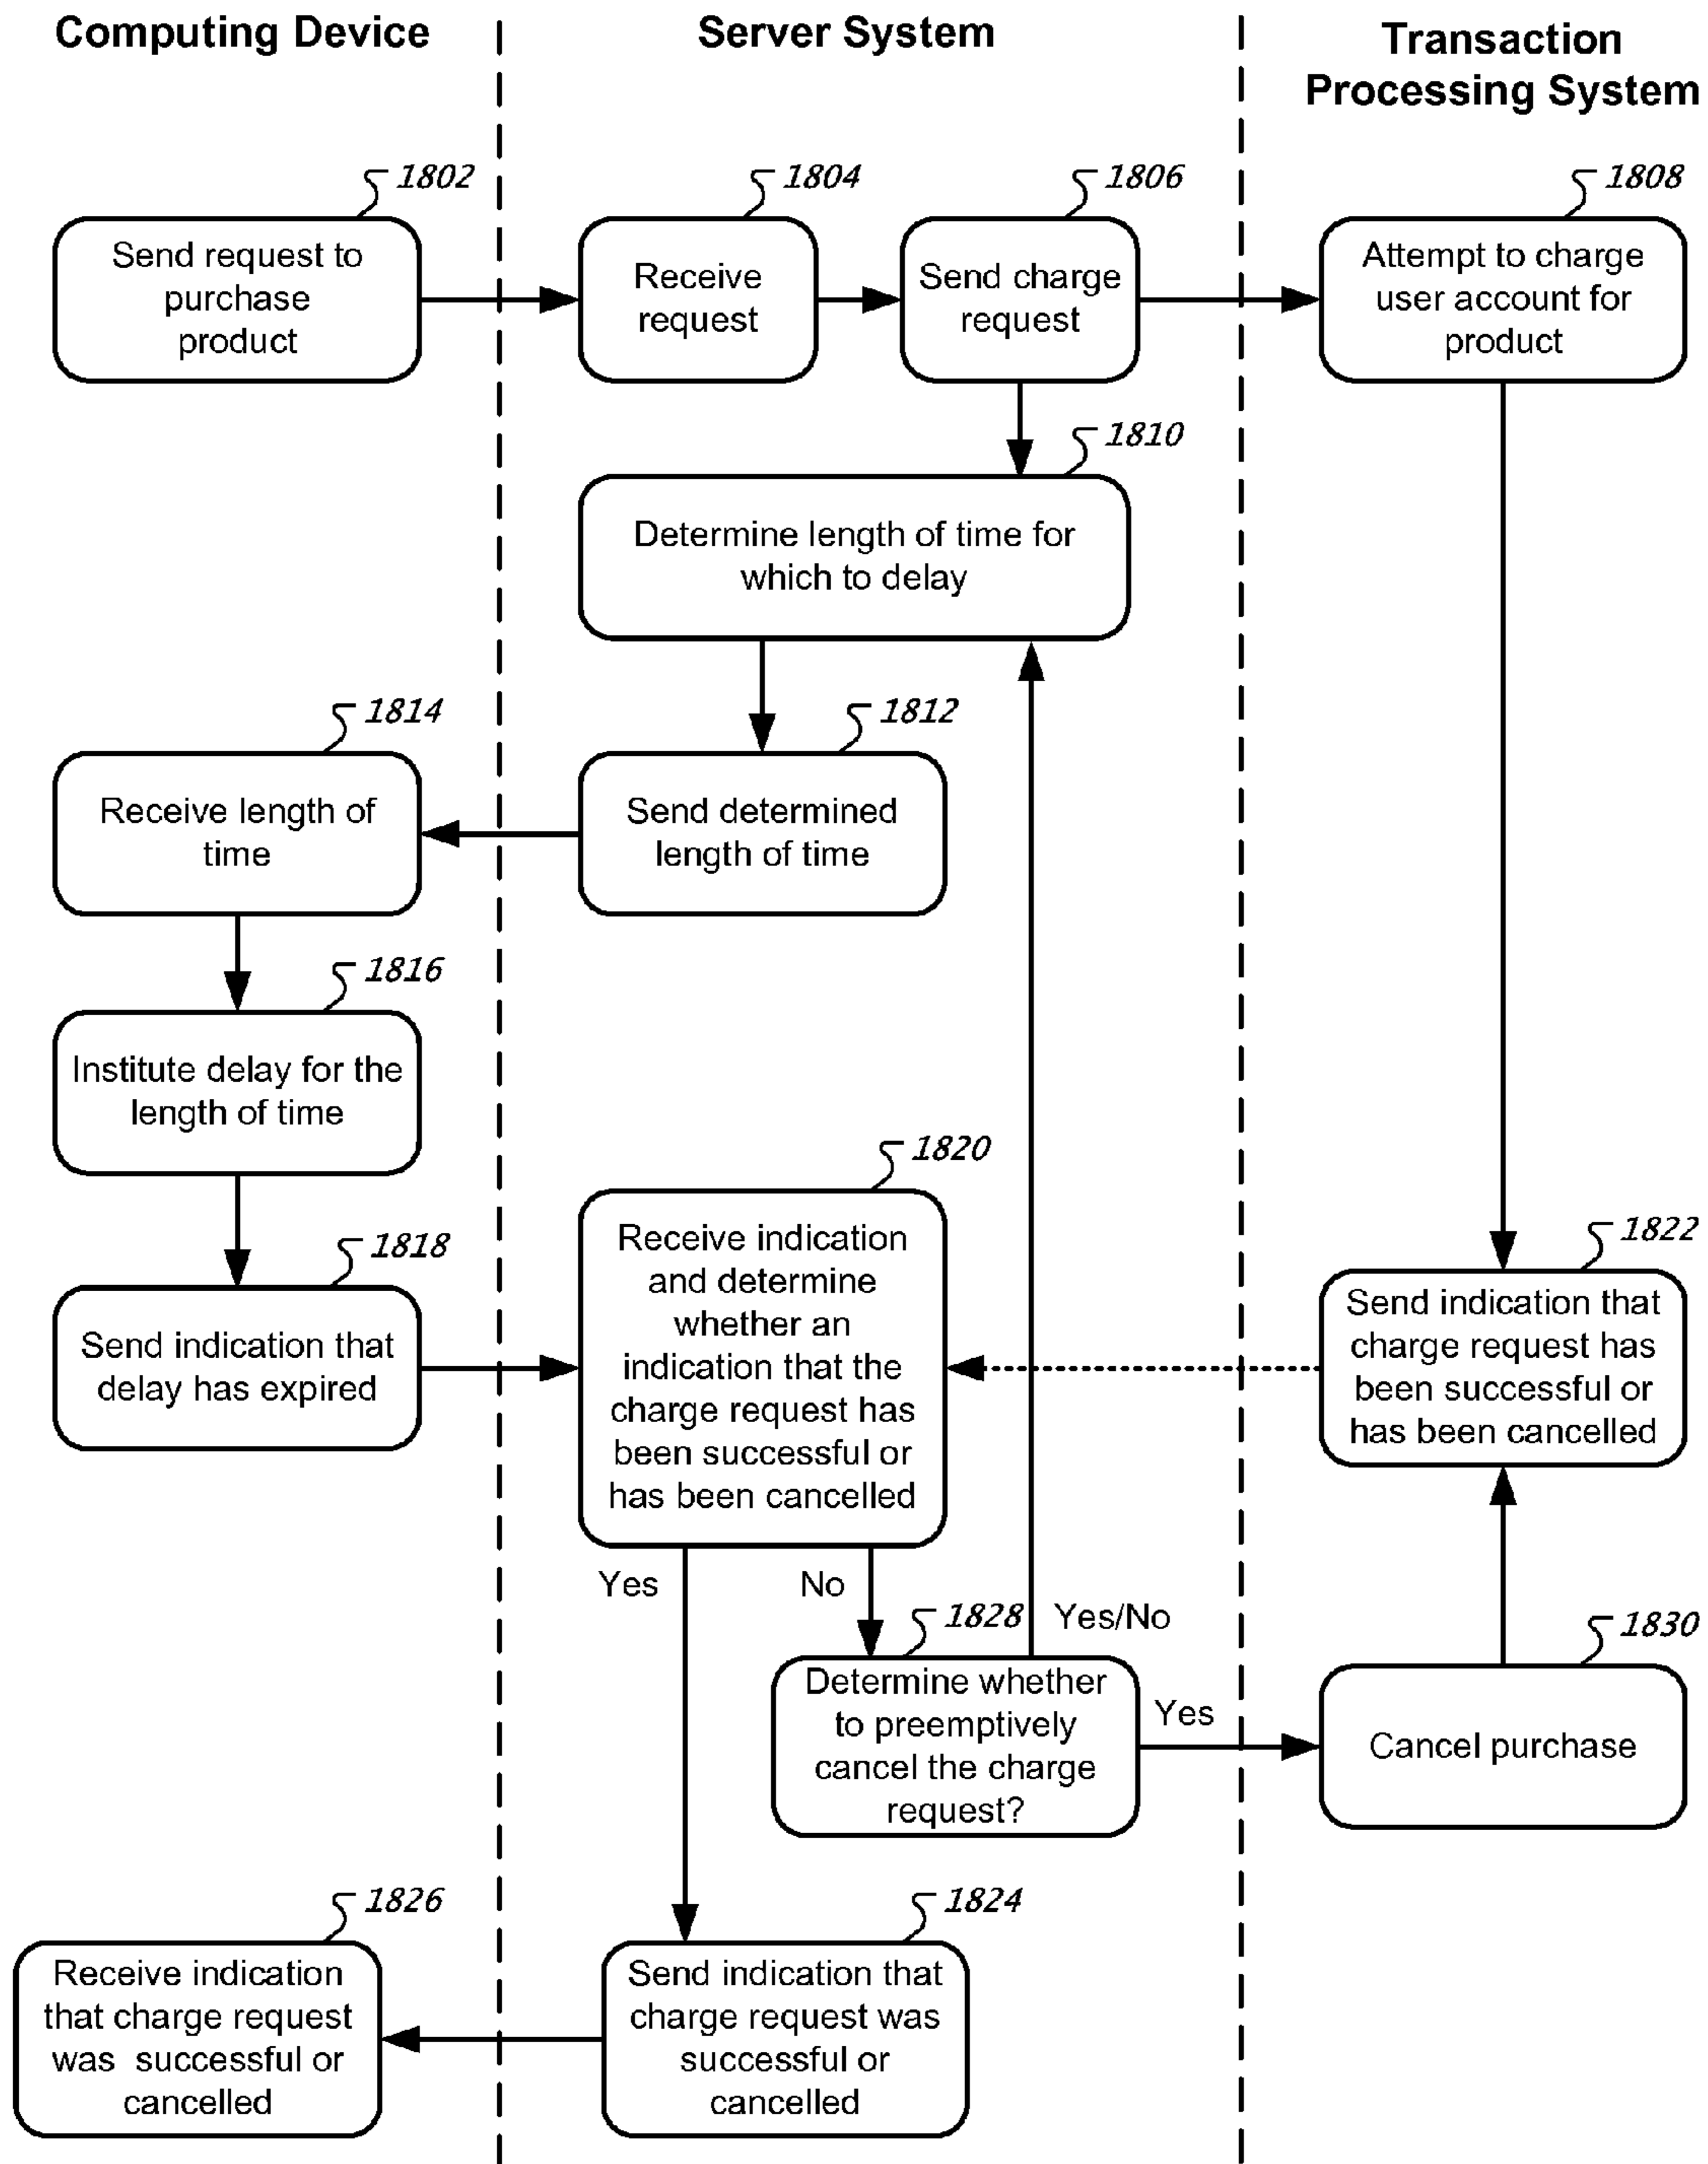 Computing Device
Server System
Transaction
Processing System
1802
Send request to
purchase
product
1804
Receive
request
1806
Send charge
request
1808
Attempt to charge
user account for
product
1810
Determine length of time for
which to delay
1812
Send determined
length of time
1814
Receive length of
time
1816
Institute delay for the
length of time
1818
Send indication that
delay has expired
1820
Receive indication
and determine
whether an
indication that the
charge request has
been successful or
has been cancelled
1822
Send indication that
charge request has
been successful or
has been cancelled
Yes
No
1828
Yes/No
Determine whether
to preemptively
cancel the charge
request?
Yes
1830
Cancel purchase
1824
Send indication that
charge request was
successful or
cancelled
1826
Receive indication
that charge request
was successful or
cancelled